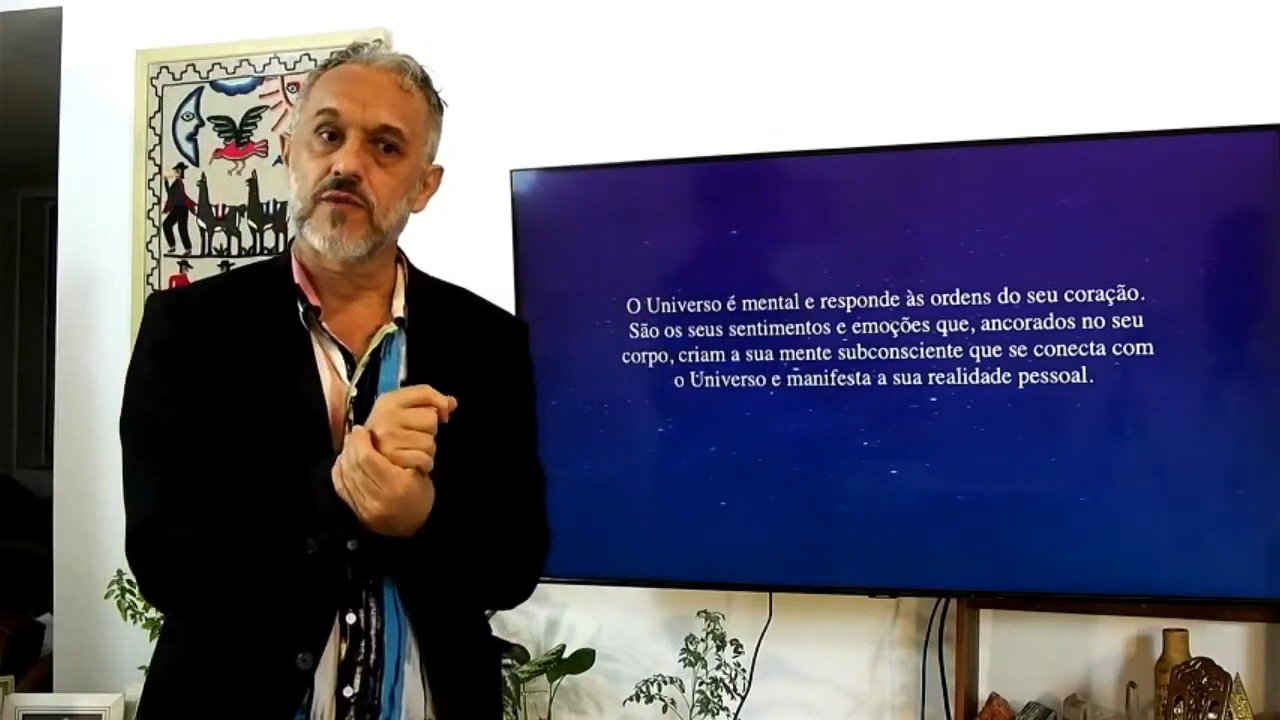 O Universo é mental e responde às ordens do seu coração.
São os seus sentimentos e emoções que, ancorados no seu
corpo, criam a sua mente subconsciente que se conecta com
o Universo e manifesta a sua realidade pessoal.